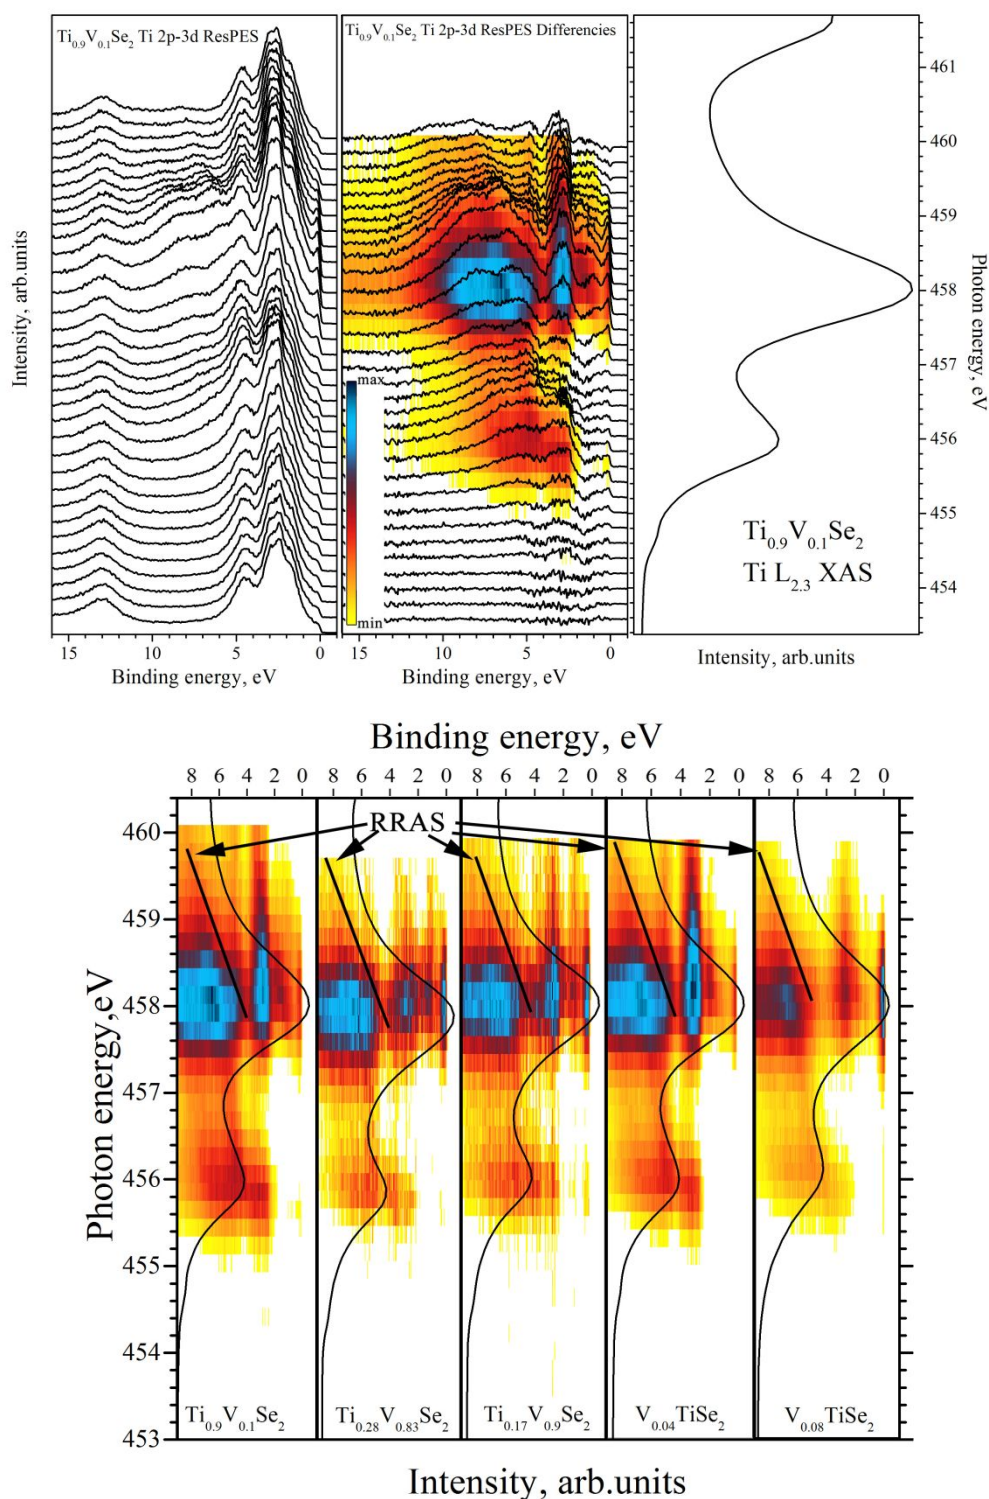 Ti0.9V0.1Se2 Ti 2p-3d ResPES
Ti0.9V0.1Se2 Ti 2p-3d ResPES Differencies
Intensity, arb.units
max
min
461
460
459
458
457
456
455
454
Photon energy, eV
Ti0.9V0.1Se2
Ti L2.3 XAS
15 10 5 0
15 10 5 0
Binding energy, eV
Binding energy, eV
Intensity, arb.units
Binding energy, eV
8 6 4 2 0 8 6 4 2 0 8 6 4 2 0 8 6 4 2 0 8 6 4 2 0
RRAS
460
459
458
457
456
455
454
453
Photon energy,eV
Ti0.9V0.1Se2
Ti0.28V0.83Se2
Ti0.17V0.9Se2
V0.04TiSe2
V0.08TiSe2
Intensity, arb.units